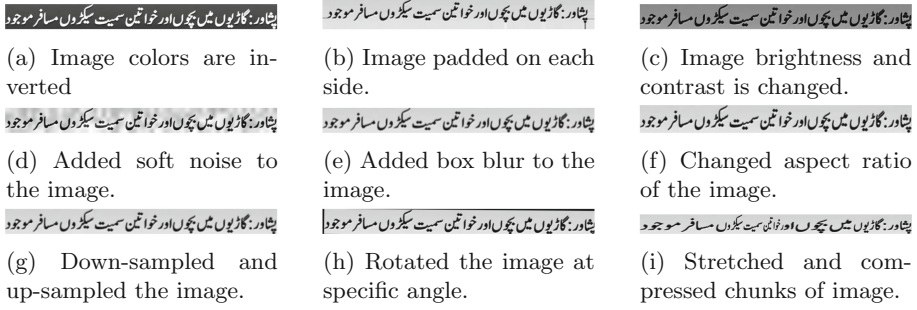 پشاور: گاڑیوں میں بچوں اور خواتین سمیت سیکڑوں مسافر موجود
پشاور: گاڑیوں میں بچوں اور خواتین سمیت سیکڑوں مسافر موجود
پشاور: گاڑیوں میں بچوں اور خواتین سمیت سیکڑوں مسافر موجود
(a) Image colors are in-
verted
(b) Image padded on each
side.
(c) Image brightness and
contrast is changed.
پشاور: گاڑیوں میں بچوں اور خواتین سمیت سیکڑوں مسافر موجود
پشاور: گاڑیوں میں بچوں اور خواتین سمیت سیکڑوں مسافر موجود
پشاور: گاڑیوں میں بچوں اور خواتین سمیت سیکڑوں مسافر موجود
(d) Added soft noise to
the image.
(e) Added box blur to the
image.
(f) Changed aspect ratio
of the image.
پشاور: گاڑیوں میں بچوں اور خواتین سمیت سیکڑوں مسافر موجود
پشاور: گاڑیوں میں بچوں اور خواتین سمیت سیکڑوں مسافر موجود
پشاور: گاڑیوں میں بچوں اور خواتین سمیت سیکڑوں مسافر موجود
(g) Down-sampled and
up-sampled the image.
(h) Rotated the image at
specific angle.
(i) Stretched and com-
pressed chunks of image.